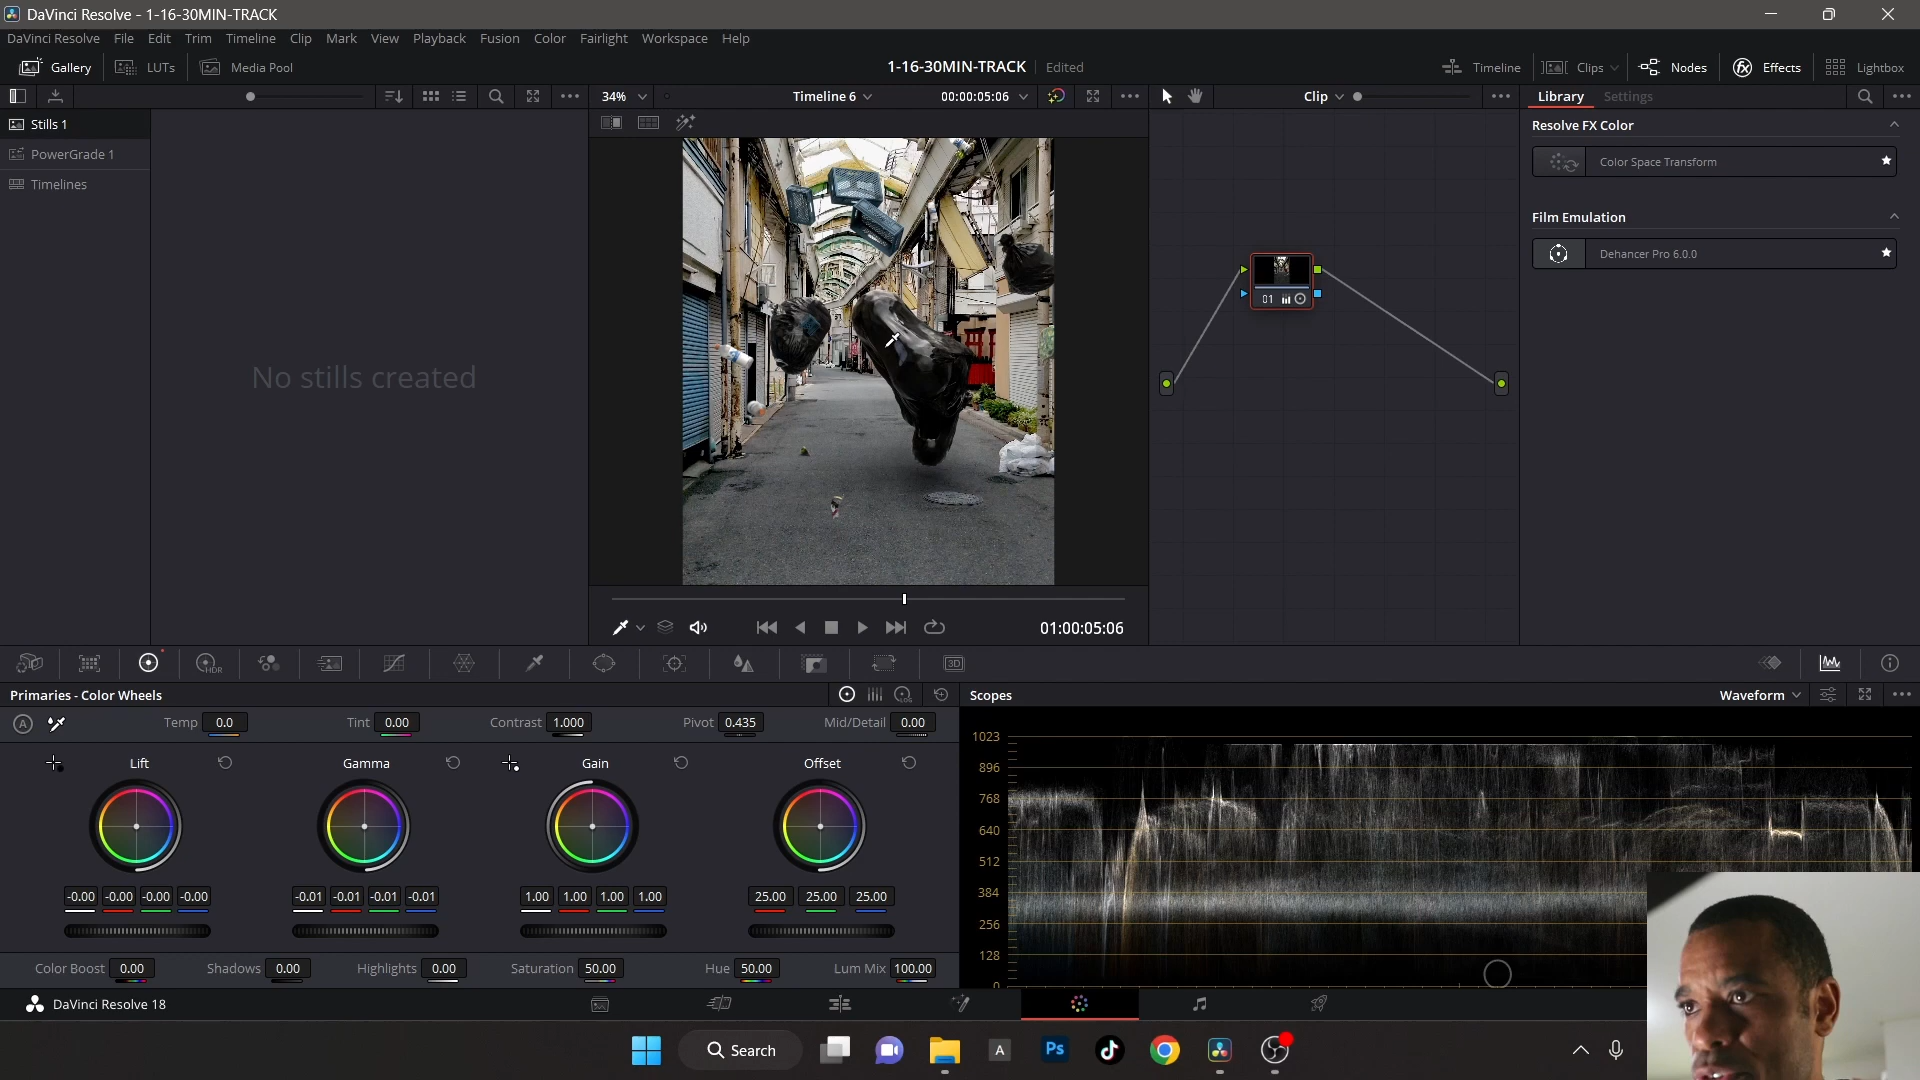 DaVinci Resolve - 1-16-30MIN-TRACK
DaVinci Resolve File Edit Trim Timeline Clip Mark View Playback Fusion Color Fairlight Workspace Help
Gallery LUTs Media Pool 1-16-30MIN-TRACK Edited Timeline Clips Nodes Effects Lightbox
34% Timeline 6 00:00:05:06 Clip Library Settings
Stills 1
PowerGrade 1
Timelines
No stills created
01
Resolve FX Color
Color Space Transform
Film Emulation
Dehancer Pro 6.0.0
01:00:05:06
HDR
3D
Primaries - Color Wheels
Scopes Waveform
A Temp 0.0 Tint 0.00 Contrast 1.000 Pivot 0.435 Mid/Detail 0.00
Lift Gamma Gain Offset
-0.00 -0.00 -0.00 -0.00 -0.01 -0.01 -0.01 -0.01 1.00 1.00 1.00 1.00 25.00 25.00 25.00
Color Boost 0.00 Shadows 0.00 Highlights 0.00 Saturation 50.00 Hue 50.00 Lum Mix 100.00
1023
896
768
640
512
384
256
128
0
DaVinci Resolve 18
Search
A
Ps